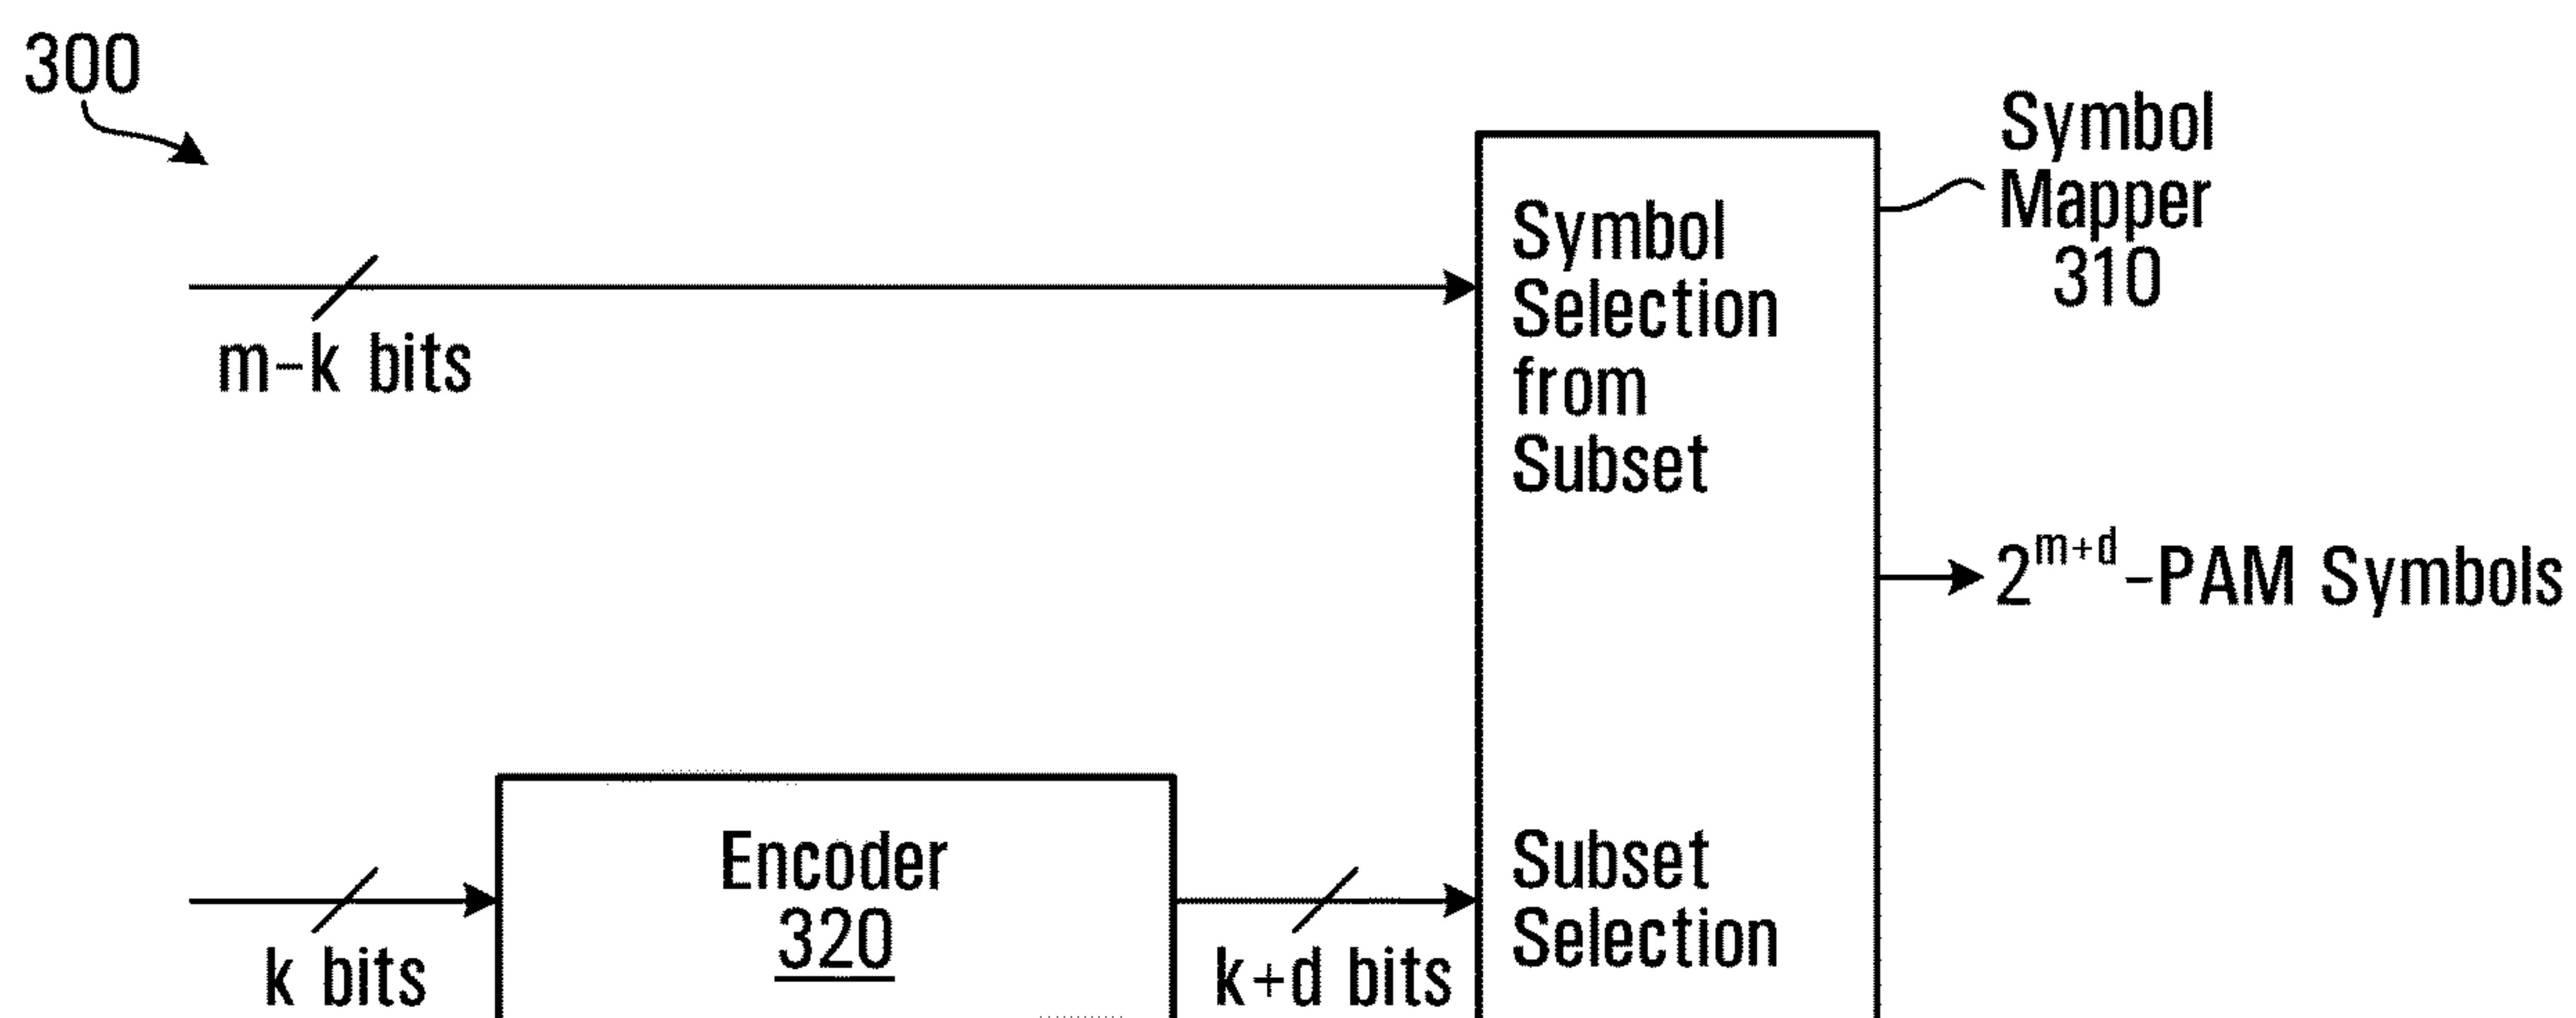 300
Symbol
Mapper
310
Symbol
Selection
from
Subset
m-k bits
2^{m+d}-PAM Symbols
Encoder
320
Subset
Selection
k bits
k+d bits